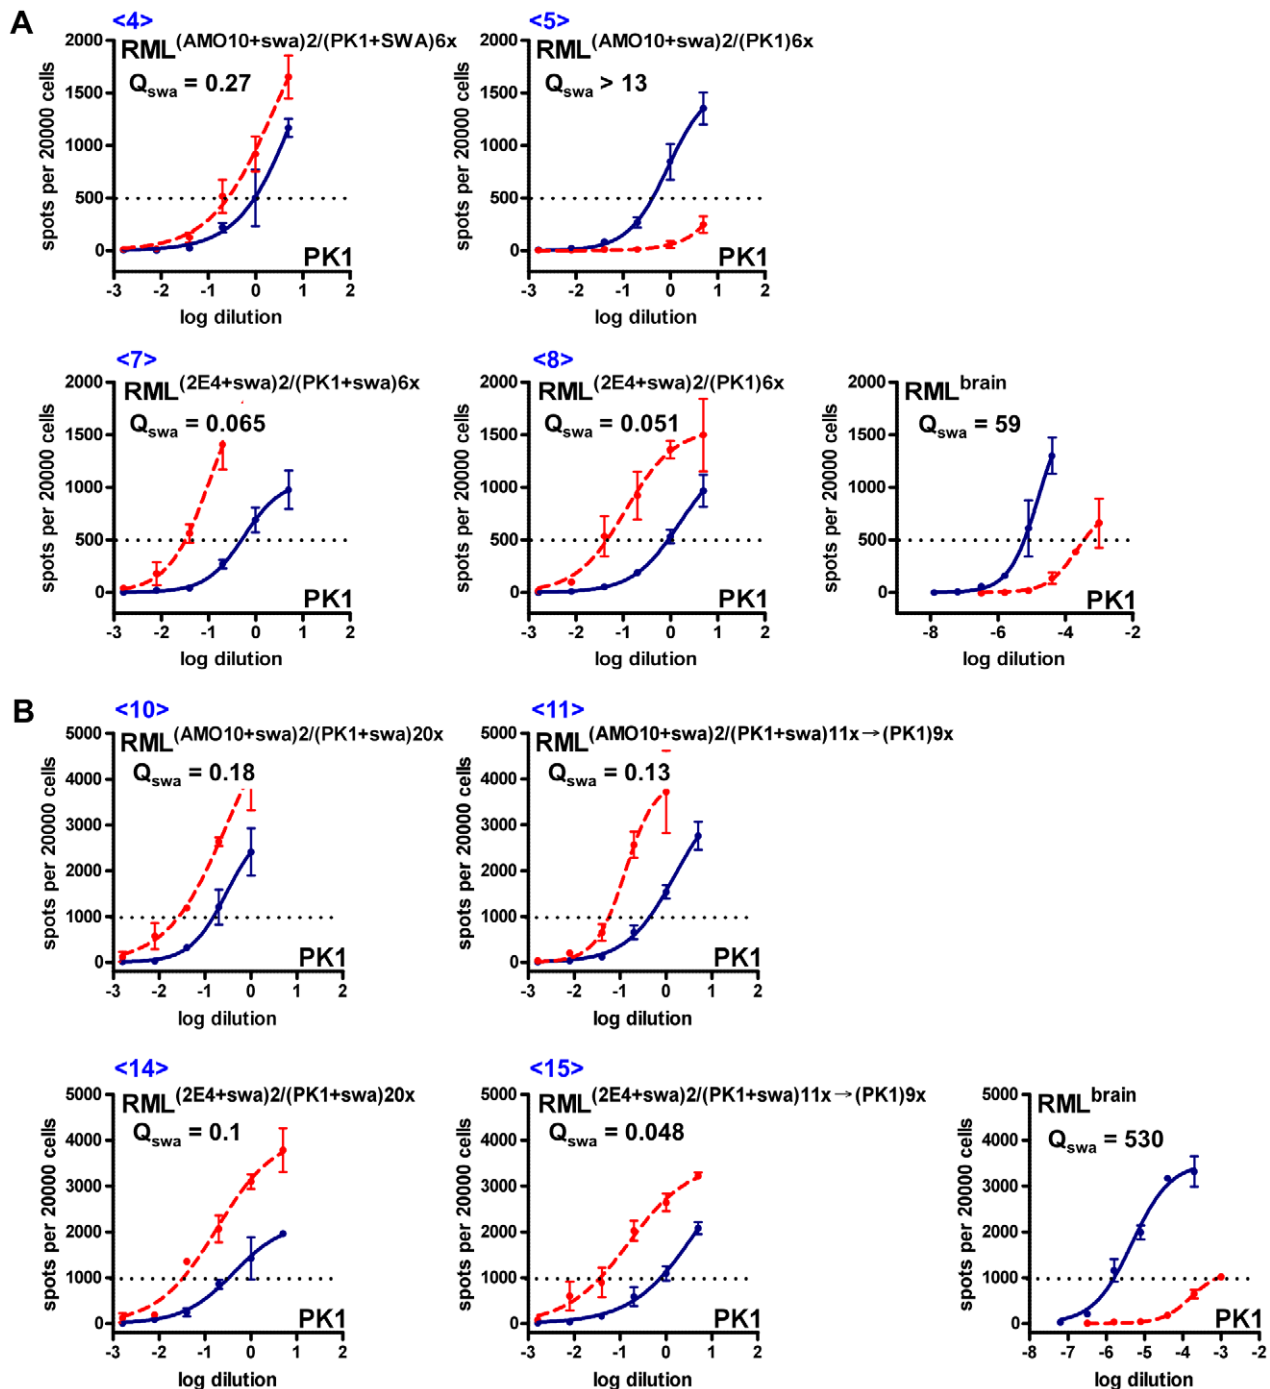 A
<4>
RML(AMO10+swa)2/(PK1+SWA)6x
Qswa = 0.27
spots per 20000 cells
2000
1500
1000
500
0
PK1
-3 -2 -1 0 1 2
log dilution
<5>
RML(AMO10+swa)2/(PK1)6x
Qswa > 13
spots per 20000 cells
2000
1500
1000
500
0
PK1
-3 -2 -1 0 1 2
log dilution
<7>
RML(2E4+swa)2/(PK1+swa)6x
Qswa = 0.065
spots per 20000 cells
2000
1500
1000
500
0
PK1
-3 -2 -1 0 1 2
log dilution
<8>
RML(2E4+swa)2/(PK1)6x
Qswa = 0.051
spots per 20000 cells
2000
1500
1000
500
0
PK1
-3 -2 -1 0 1 2
log dilution
RMLbrain
Qswa = 59
spots per 20000 cells
2000
1500
1000
500
0
PK1
-8 -6 -4 -2
log dilution
B
<10>
RML(AMO10+swa)2/(PK1+swa)20x
Qswa = 0.18
spots per 20000 cells
5000
4000
3000
2000
1000
0
PK1
-3 -2 -1 0 1 2
log dilution
<11>
RML(AMO10+swa)2/(PK1+swa)11x→(PK1)9x
Qswa = 0.13
spots per 20000 cells
5000
4000
3000
2000
1000
0
PK1
-3 -2 -1 0 1 2
log dilution
<14>
RML(2E4+swa)2/(PK1+swa)20x
Qswa = 0.1
spots per 20000 cells
5000
4000
3000
2000
1000
0
PK1
-3 -2 -1 0 1 2
log dilution
<15>
RML(2E4+swa)2/(PK1+swa)11x→(PK1)9x
Qswa = 0.048
spots per 20000 cells
5000
4000
3000
2000
1000
0
PK1
-3 -2 -1 0 1 2
log dilution
RMLbrain
Qswa = 530
spots per 20000 cells
5000
4000
3000
2000
1000
0
PK1
-8 -7 -6 -5 -4 -3 -2
log dilution